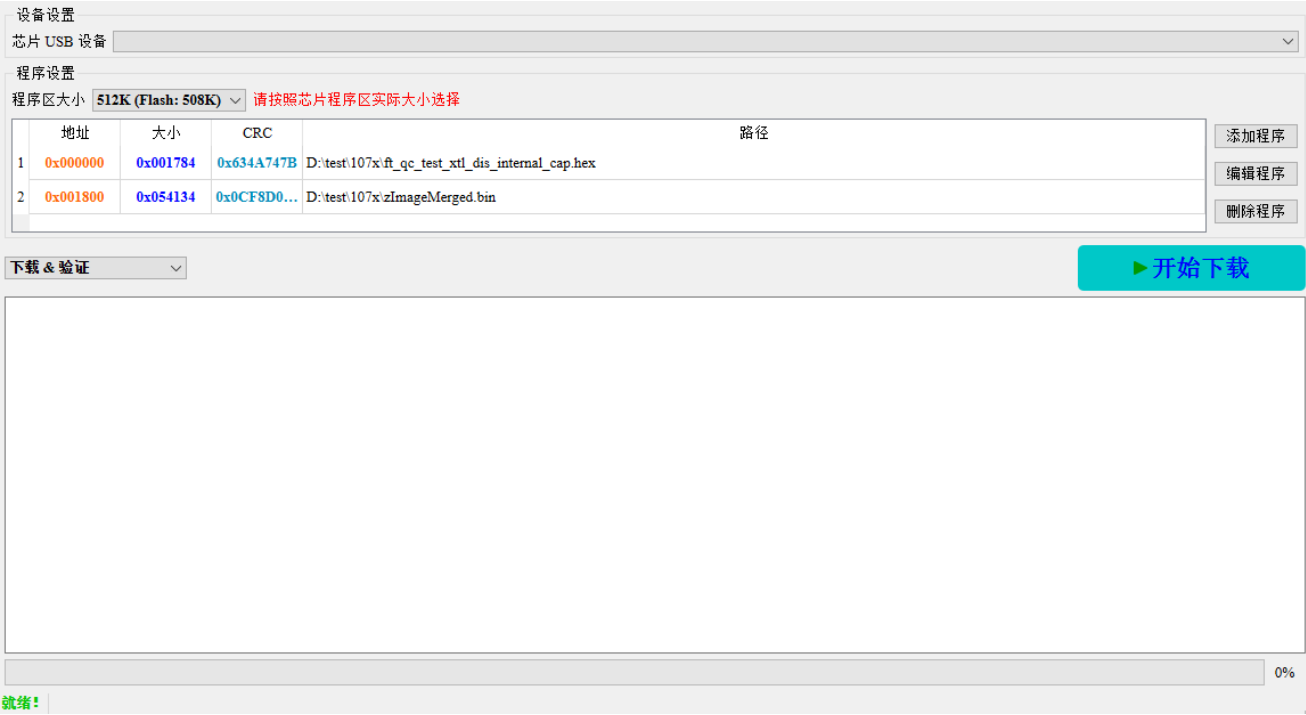 设备设置
芯片 USB 设备
程序设置
程序区大小 512K (Flash: 508K) 请按照芯片程序区实际大小选择
地址 大小 CRC 路径
1 0x000000 0x001784 0x634A747B D:\test\107x\ft_qc_test_xtl_dis_internal_cap.hex
2 0x001800 0x054134 0x0CF8D0... D:\test\107x\zImageMerged.bin
添加程序
编辑程序
删除程序
下载 & 验证
开始下载
0%
就绪!